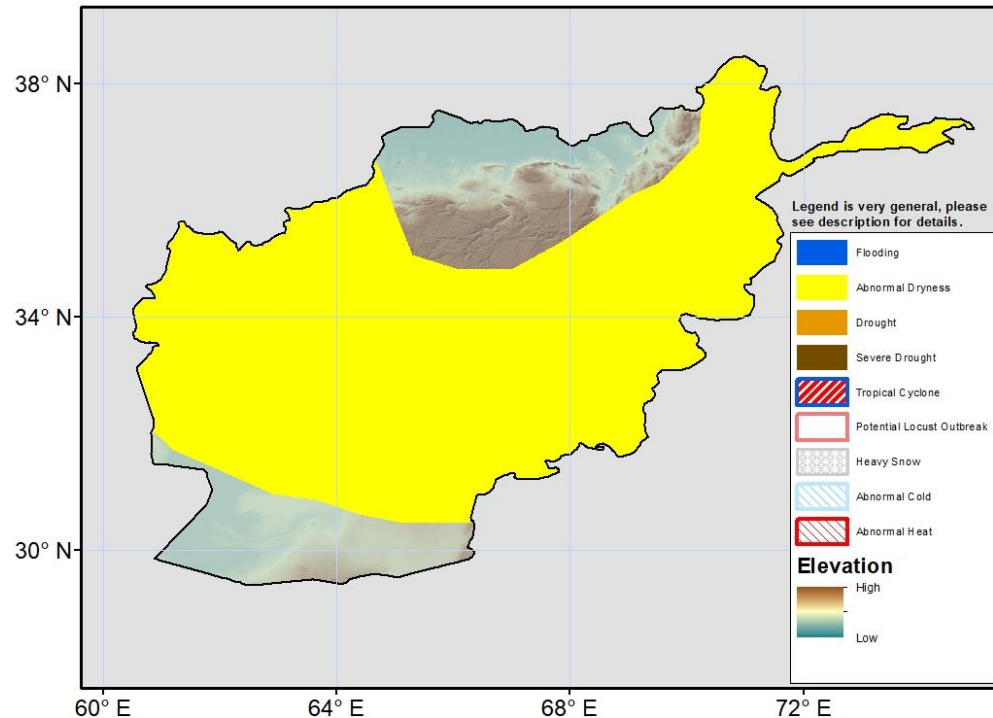 38° N
34° N
30° N
60° E
64° E
68° E
72° E
Legend is very general, please
see description for details.
Flooding
Abnormal Dryness
Drought
Severe Drought
Tropical Cyclone
Potential Locust Outbreak
Heavy Snow
Abnormal Cold
Abnormal Heat
Elevation
High
Low